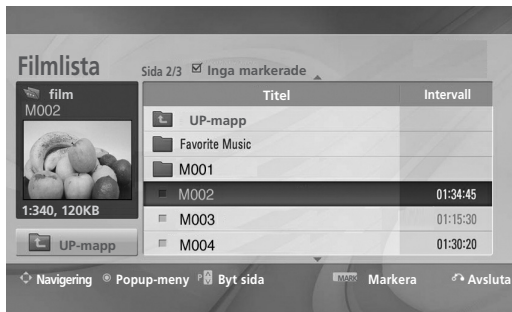 Filmlista
Sida 2/3 Inga markerade
film
M002
1:340, 120KB
UP-mapp
Titel Intervall
UP-mapp
Favorite Music
M001
M002 01:34:45
M003 01:15:30
M004 01:30:20
Navigering Popup-meny P Byt sida MARK Markera Avsluta